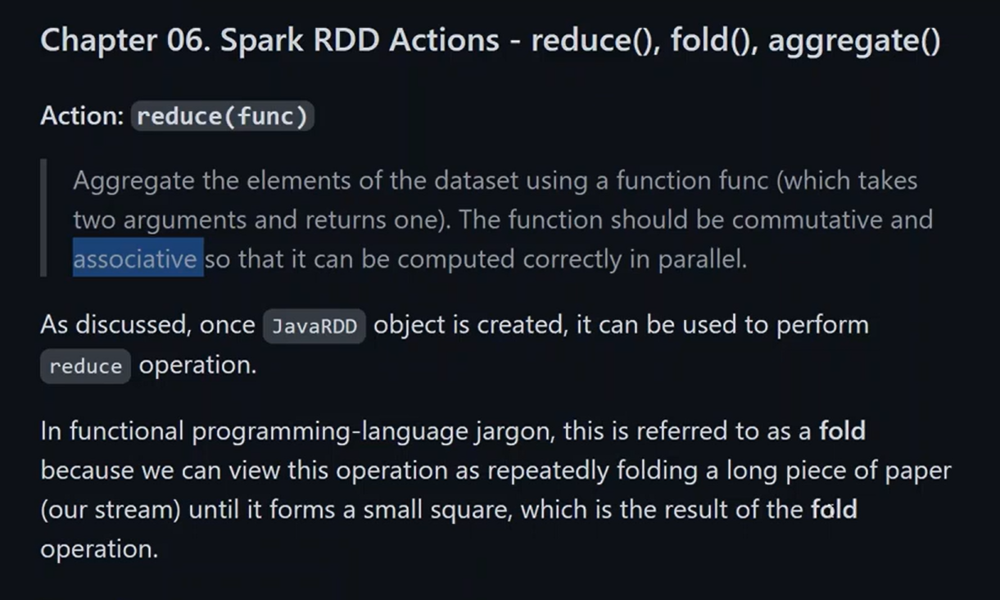 Chapter 06. Spark RDD Actions - reduce(), fold(), aggregate()
Action: reduce(func)
Aggregate the elements of the dataset using a function func (which takes
two arguments and returns one). The function should be commutative and
associative so that it can be computed correctly in parallel.
As discussed, once JavaRDD object is created, it can be used to perform
reduce operation.
In functional programming-language jargon, this is referred to as a fold
because we can view this operation as repeatedly folding a long piece of paper
(our stream) until it forms a small square, which is the result of the fold
operation.